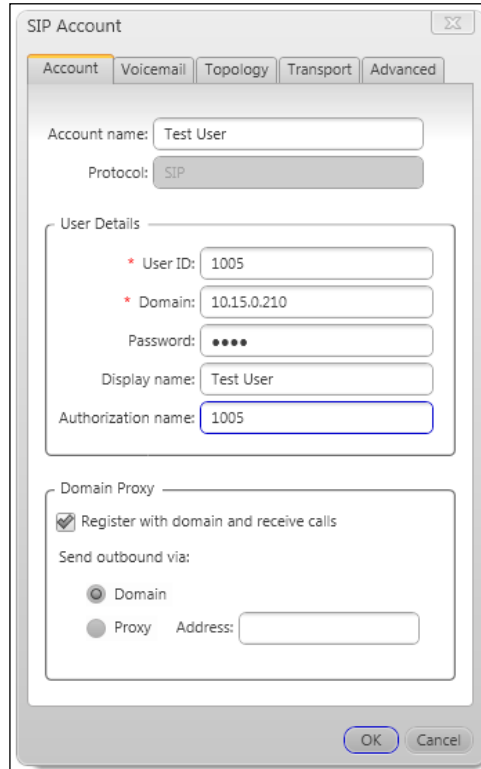 SIP Account
Account Voicemail Topology Transport Advanced
Account name: Test User
Protocol: SIP
User Details
* User ID: 1005
* Domain: 10.15.0.210
Password: ●●●●
Display name: Test User
Authorization name: 1005
Domain Proxy
Register with domain and receive calls
Send outbound via:
Domain
Proxy Address:
OK Cancel